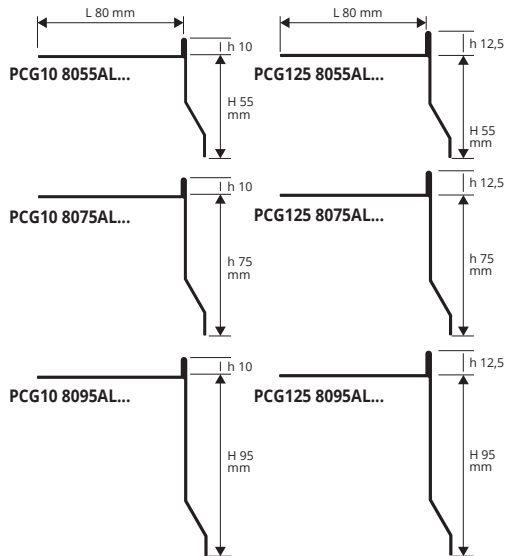 L 80 mm
h 10
PCG10 8055AL...
H 55
mm
L 80 mm
h 12,5
PCG125 8055AL...
H 55
mm
h 10
PCG10 8075AL...
h 75
mm
h 12,5
PCG125 8075AL...
h 75
mm
h 10
PCG10 8095AL...
H 95
mm
h 12,5
PCG125 8095AL...
H 95
mm